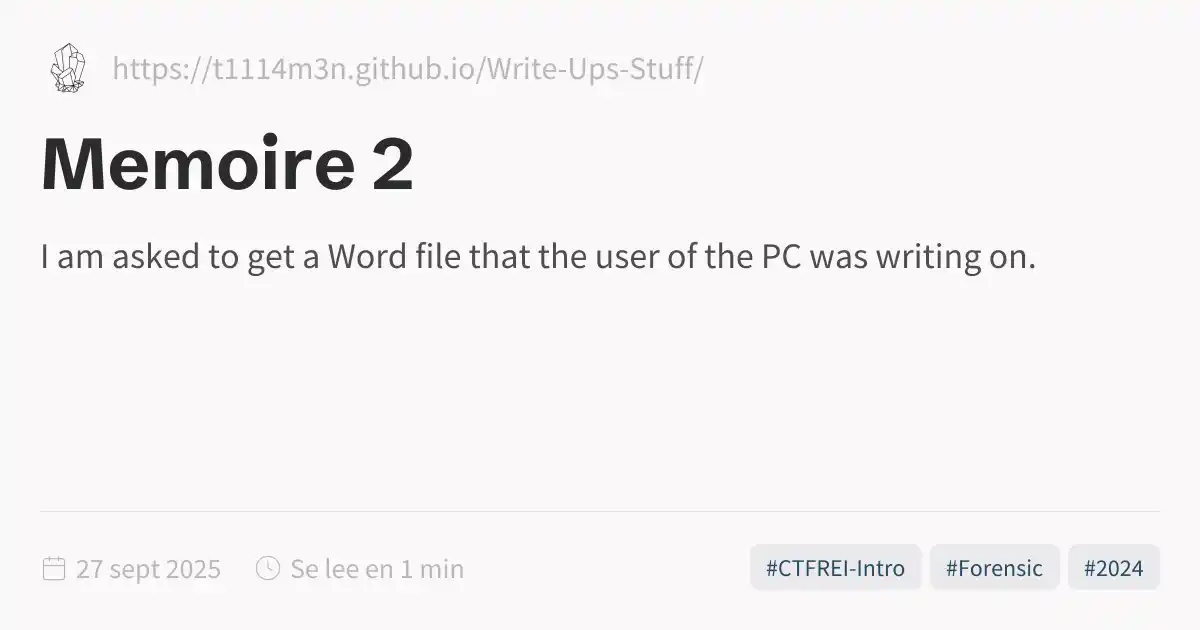 https://t1114m3n.github.io/Write-Ups-Stuff/
Memoire 2
I am asked to get a Word file that the user of the PC was writing on.
27 sept 2025 Se lee en 1 min #CTFREI-Intro #Forensic #2024